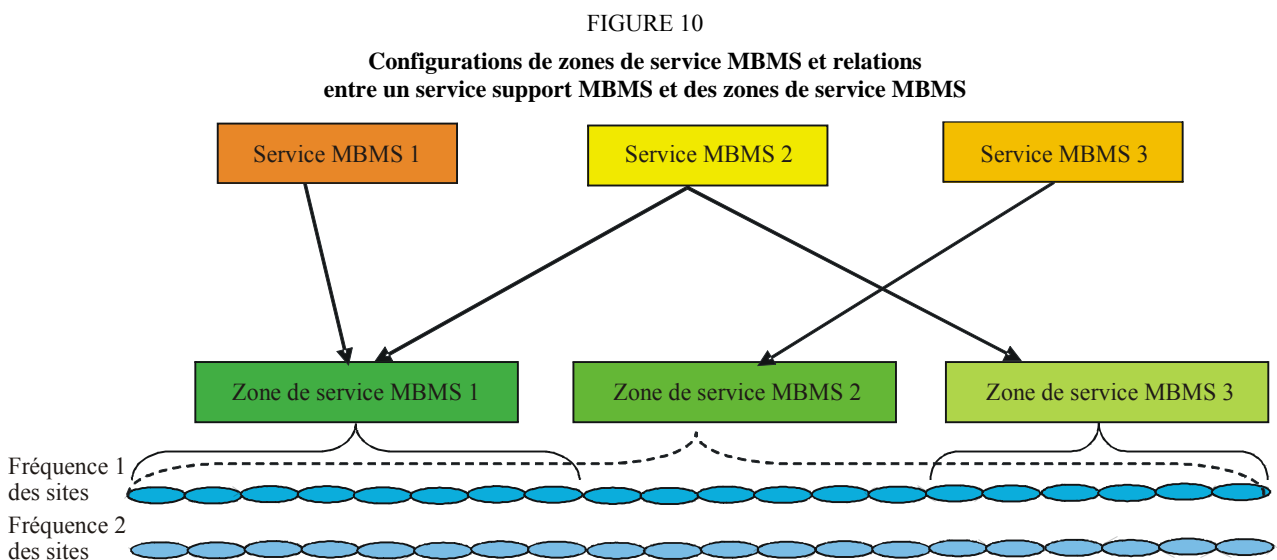 FIGURE 10
Configurations de zones de service MBMS et relations
entre un service support MBMS et des zones de service MBMS
Service MBMS 1
Service MBMS 2
Service MBMS 3
Zone de service MBMS 1
Zone de service MBMS 2
Zone de service MBMS 3
Fréquence 1
des sites
Fréquence 2
des sites